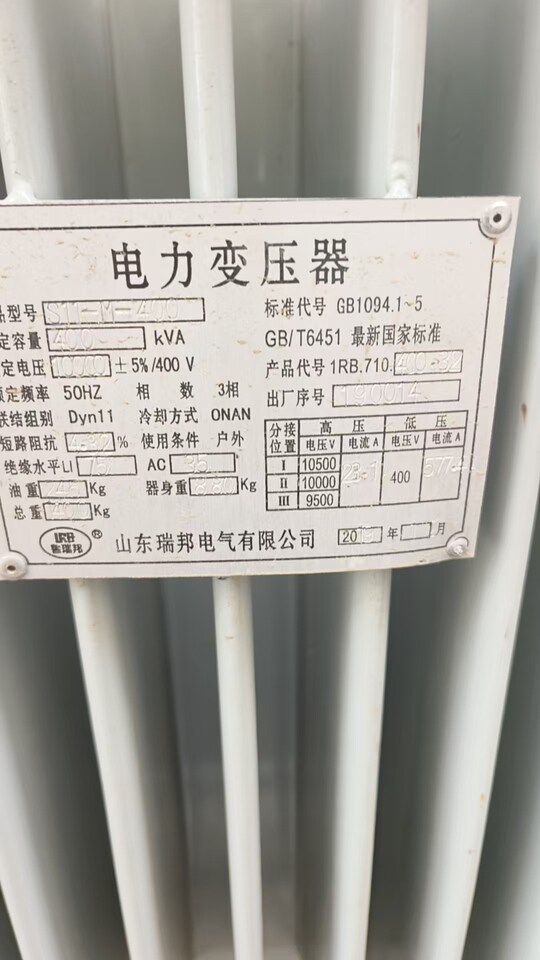 电力变压器
品型号 S11-M-400 标准代号 GB1094.1~5
定容量 400 kVA GB/T6451 最新国家标准
定电压 10000 ±5%/400 V 产品代号 1RB.710.
额定频率 50HZ 相 数 3相 出厂序号 190014
联结组别 Dyn11 冷却方式 ONAN
短路阻抗 % 使用条件 户外
绝缘水平LI 75 AC 35
油重 Kg 器身重 Kg
总重 Kg
分接位置 高 压 低 压
电压V 电流A 电压V 电流A
I 10500
II 10000 400
III 9500
瑞邦 ® 山东瑞邦电气有限公司 20 年 月